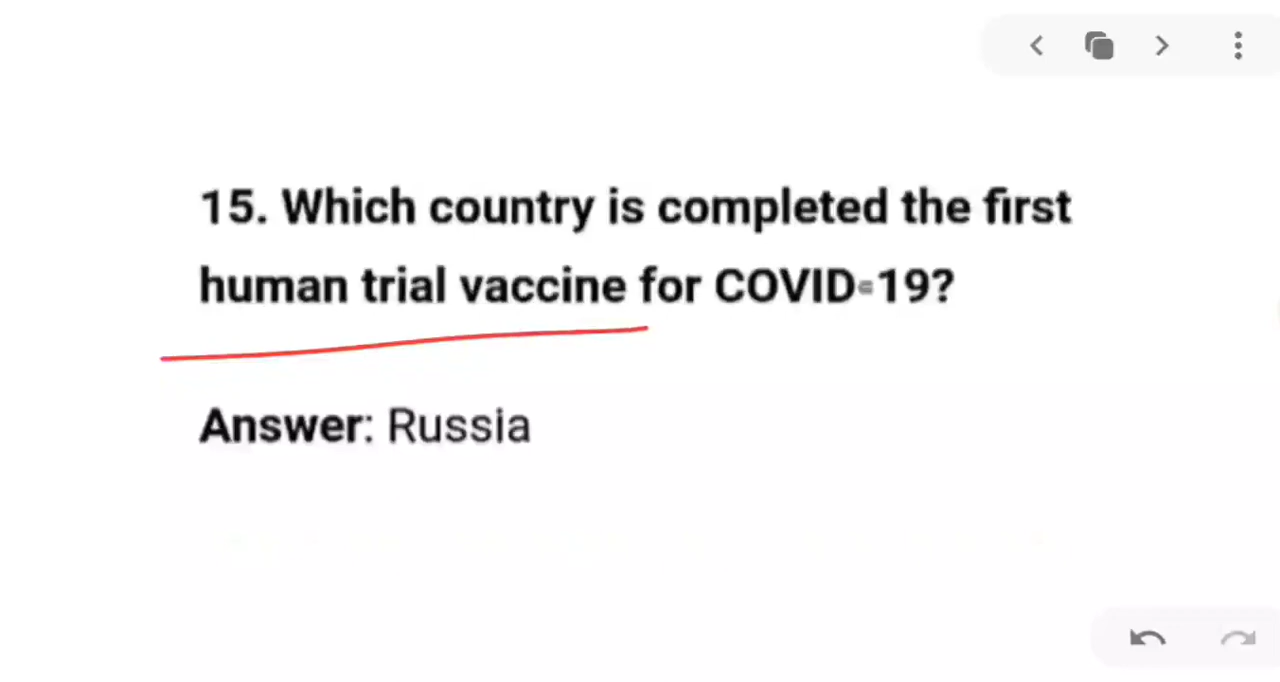 15. Which country is completed the first
human trial vaccine for COVID-19?
Answer: Russia